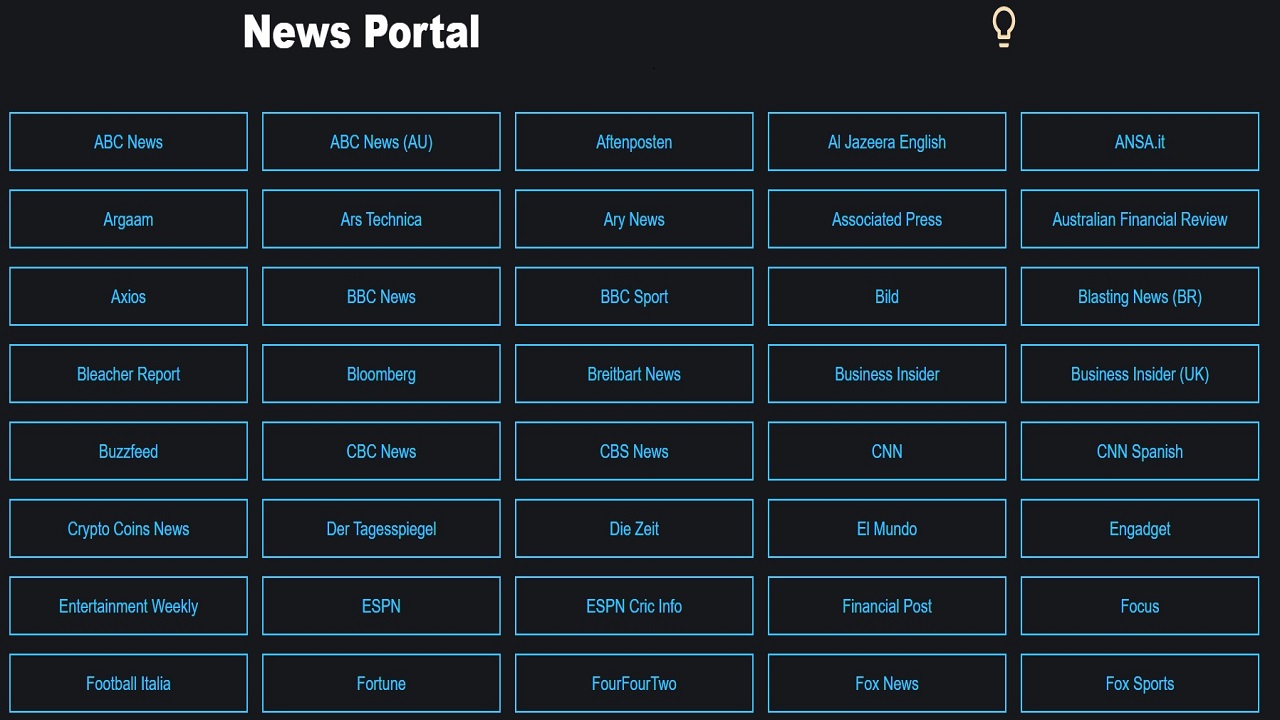 News Portal
ABC News
ABC News (AU)
Aftenposten
Al Jazeera English
ANSA.it
Argaam
Ars Technica
Ary News
Associated Press
Australian Financial Review
Axios
BBC News
BBC Sport
Bild
Blasting News (BR)
Bleacher Report
Bloomberg
Breitbart News
Business Insider
Business Insider (UK)
Buzzfeed
CBC News
CBS News
CNN
CNN Spanish
Crypto Coins News
Der Tagesspiegel
Die Zeit
El Mundo
Engadget
Entertainment Weekly
ESPN
ESPN Cric Info
Financial Post
Focus
Football Italia
Fortune
FourFourTwo
Fox News
Fox Sports